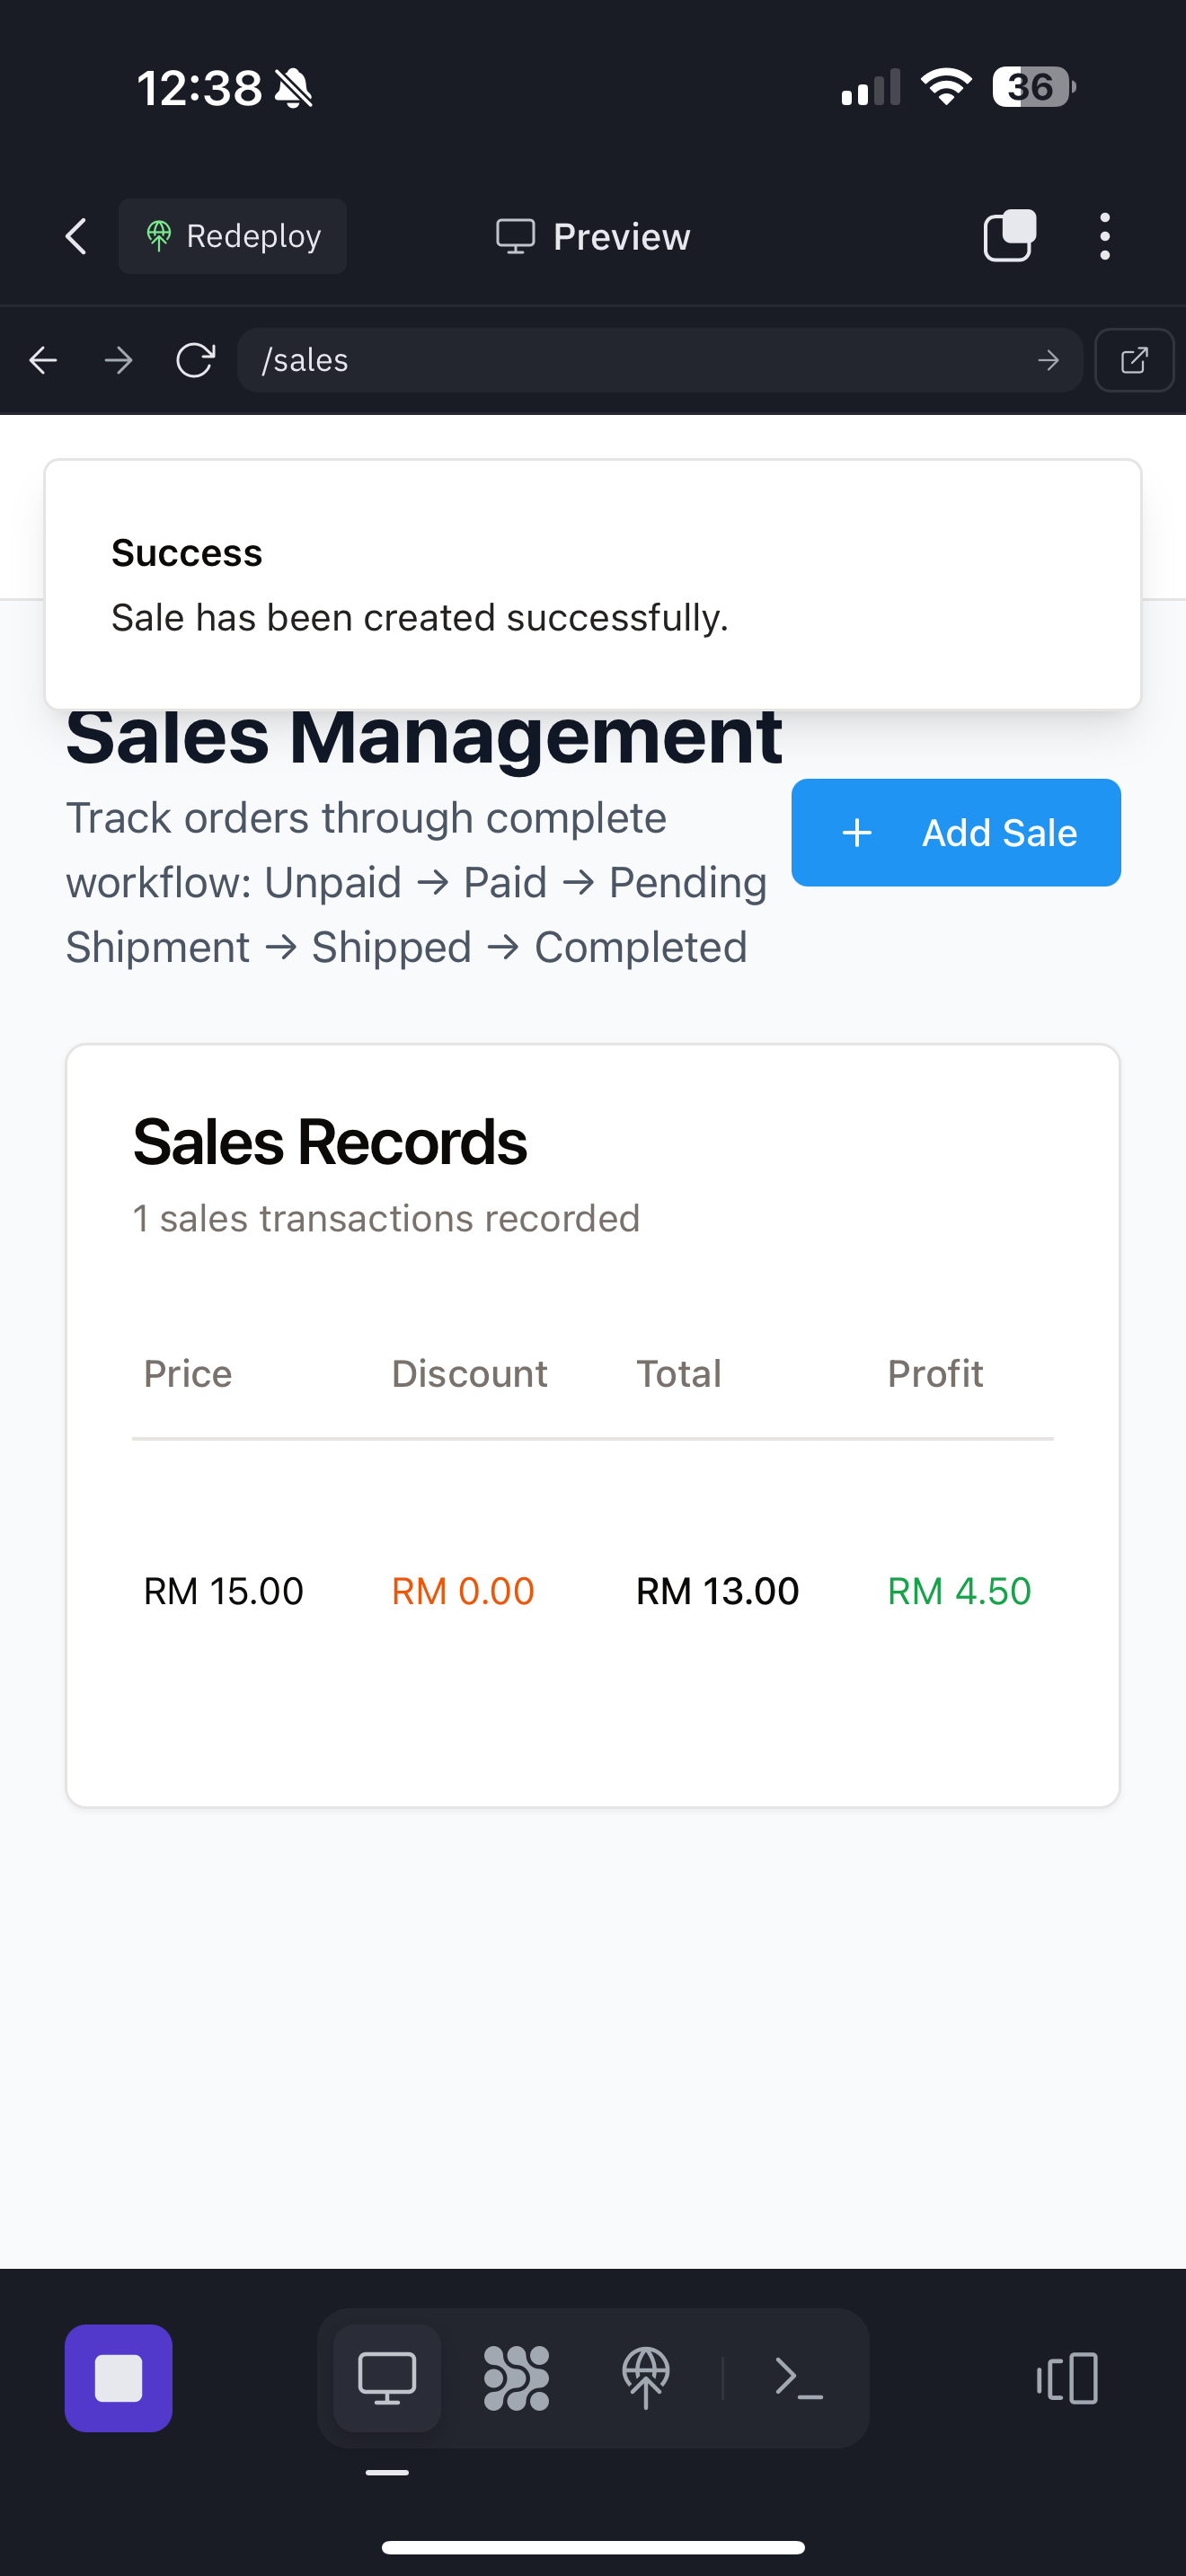 12:38
36
Redeploy
Preview
/sales
Success
Sale has been created successfully.
Sales Management
Track orders through complete
workflow: Unpaid → Paid → Pending
Shipment → Shipped → Completed
+ Add Sale
Sales Records
1 sales transactions recorded
Price Discount Total Profit
RM 15.00 RM 0.00 RM 13.00 RM 4.50